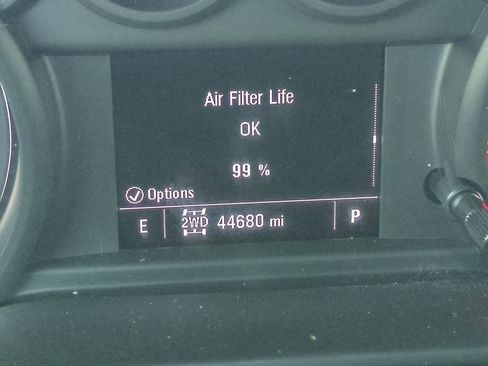 Air Filter Life
OK
99 %
Options
E 2WD 44680 mi P